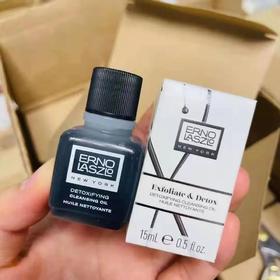 ERNO
LASZLO
NEW YORK
DETOXIFYING
CLEANSING OIL
HUILE NETTOYANTE
ERNO
LASZLO
NEW YORK
Exfoliate & Detox
DETOXIFYING CLEANSING OIL
HUILE NETTOYANTE
15ml ℮ 0.5 fl.oz.